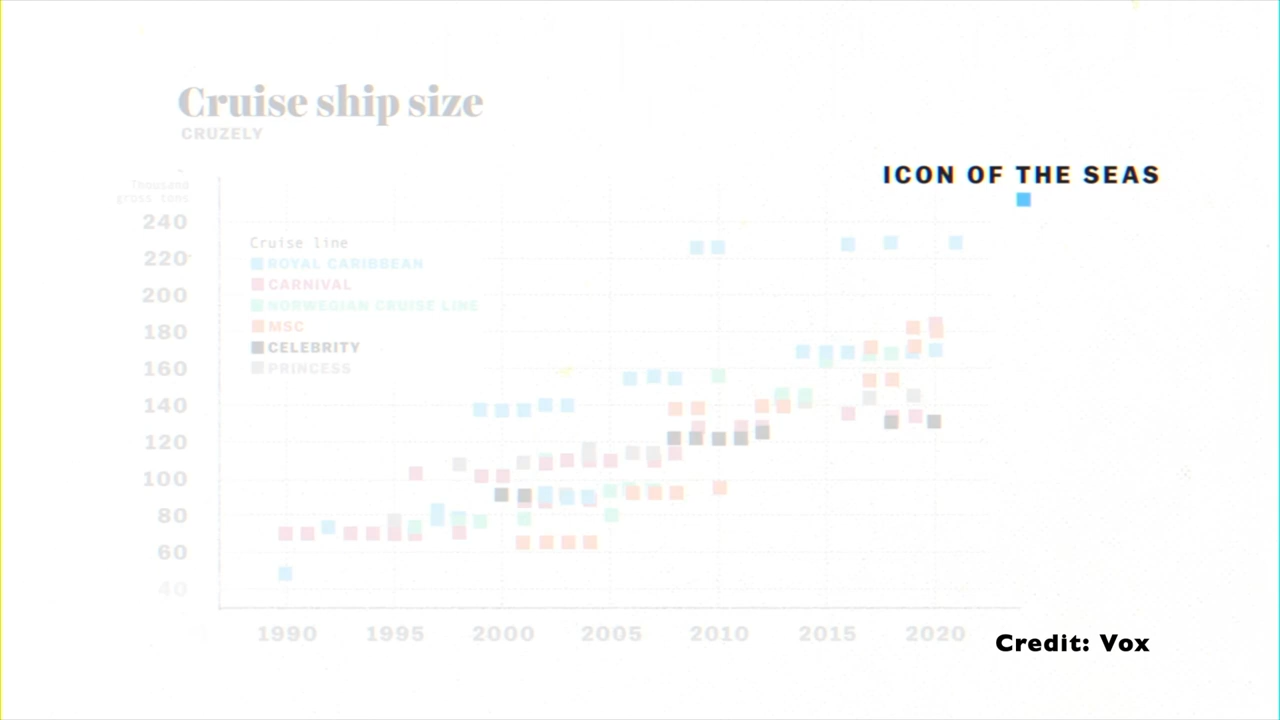 Cruise ship size
CRUZELY
ICON OF THE SEAS
Thousand
gross tons
240
220
200
180
160
140
120
100
80
60
40
Cruise line
ROYAL CARIBBEAN
CARNIVAL
NORWEGIAN CRUISE LINE
MSC
CELEBRITY
PRINCESS
1990 1995 2000 2005 2010 2015 2020
Credit: Vox